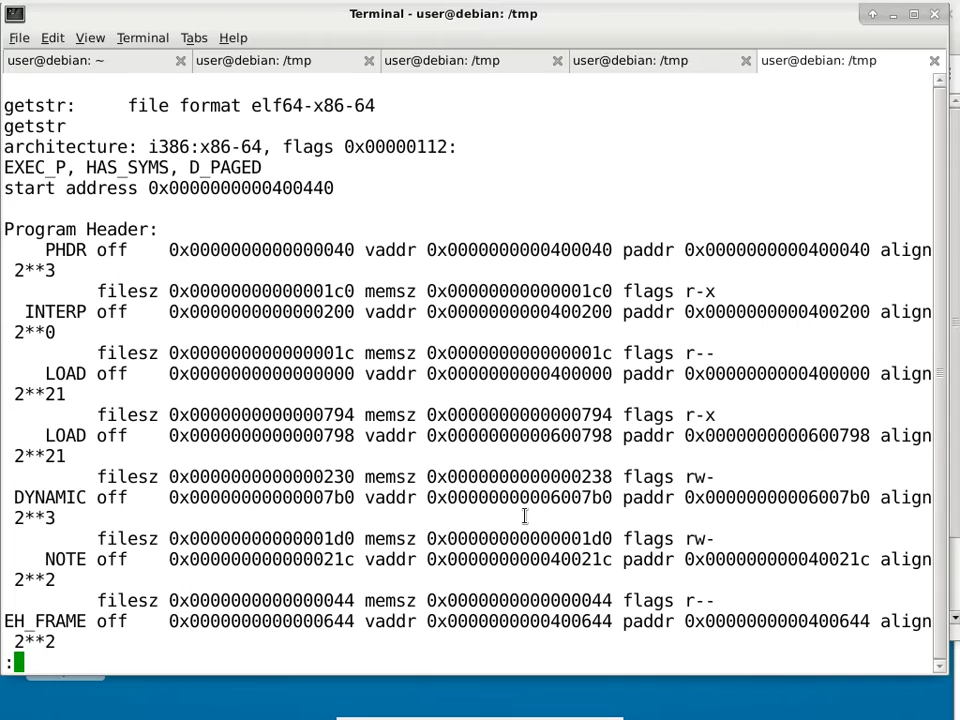 Terminal - user@debian: /tmp
File Edit View Terminal Tabs Help
user@debian: ~ user@debian: /tmp user@debian: /tmp user@debian: /tmp user@debian: /tmp
getstr:     file format elf64-x86-64
getstr
architecture: i386:x86-64, flags 0x00000112:
EXEC_P, HAS_SYMS, D_PAGED
start address 0x0000000000400440
Program Header:
    PHDR off    0x0000000000000040 vaddr 0x0000000000400040 paddr 0x0000000000400040 align
 2**3
         filesz 0x00000000000001c0 memsz 0x00000000000001c0 flags r-x
  INTERP off    0x0000000000000200 vaddr 0x0000000000400200 paddr 0x0000000000400200 align
 2**0
         filesz 0x000000000000001c memsz 0x000000000000001c flags r--
    LOAD off    0x0000000000000000 vaddr 0x0000000000400000 paddr 0x0000000000400000 align
 2**21
         filesz 0x0000000000000794 memsz 0x0000000000000794 flags r-x
    LOAD off    0x0000000000000798 vaddr 0x0000000000600798 paddr 0x0000000000600798 align
 2**21
         filesz 0x0000000000000230 memsz 0x0000000000000238 flags rw-
 DYNAMIC off    0x00000000000007b0 vaddr 0x00000000006007b0 paddr 0x00000000006007b0 align
 2**3
         filesz 0x00000000000001d0 memsz 0x00000000000001d0 flags rw-
    NOTE off    0x000000000000021c vaddr 0x000000000040021c paddr 0x000000000040021c align
 2**2
         filesz 0x0000000000000044 memsz 0x0000000000000044 flags r--
EH_FRAME off    0x0000000000000644 vaddr 0x0000000000400644 paddr 0x0000000000400644 align
 2**2
: